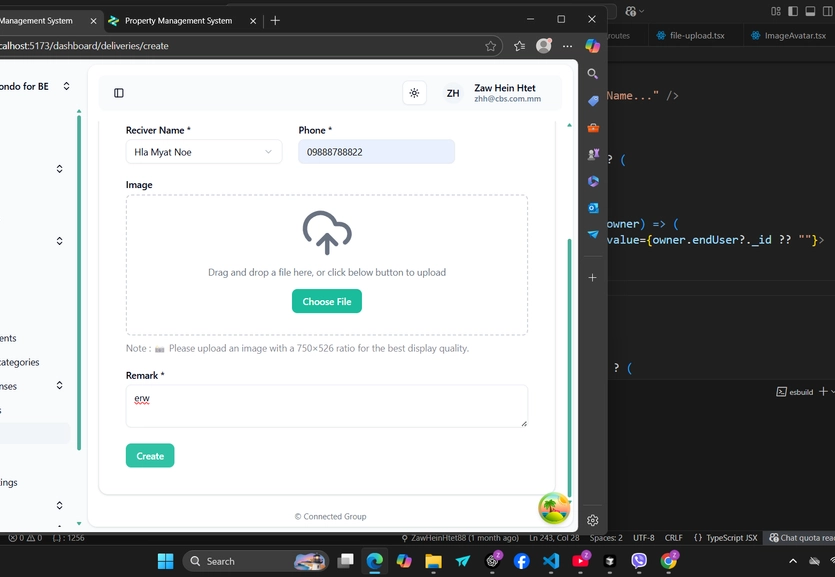 Management System
Property Management System
calhost:5173/dashboard/deliveries/create
routes
file-upload.tsx
ImageAvatar.tsx
ondo for BE
ZH
Zaw Hein Htet
zhh@cbs.com.mm
Name..." />
Reciver Name *
Phone *
Hla Myat Noe
09888788822
? (
Image
owner) => (
value={owner.endUser?._id ?? ""}>
Drag and drop a file here, or click below button to upload
Choose File
ents
Note : Please upload an image with a 750×526 ratio for the best display quality.
categories
? (
Remark *
nses
esbuild
erw
s
Create
ings
© Connected Group
0 0 {..} : 1256
ZawHeinHtet88 (1 month ago)
Ln 243, Col 28
Spaces: 2
UTF-8
CRLF
{} TypeScript JSX
Chat quota rea
Search
2
2
2